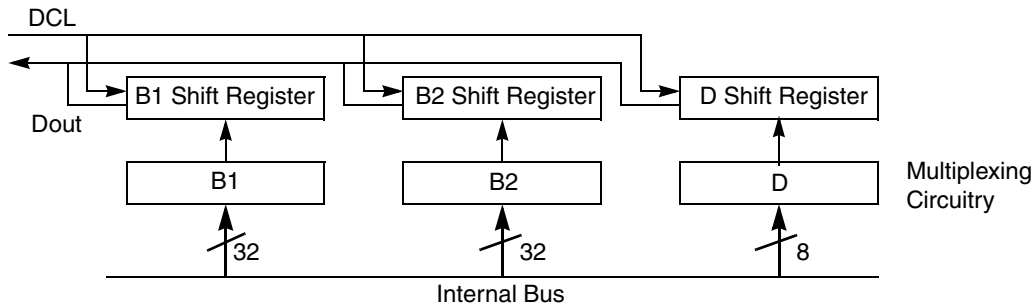 DCL
B1 Shift Register
B2 Shift Register
D Shift Register
Dout
B1
B2
D
Multiplexing
Circuitry
32
32
8
Internal Bus